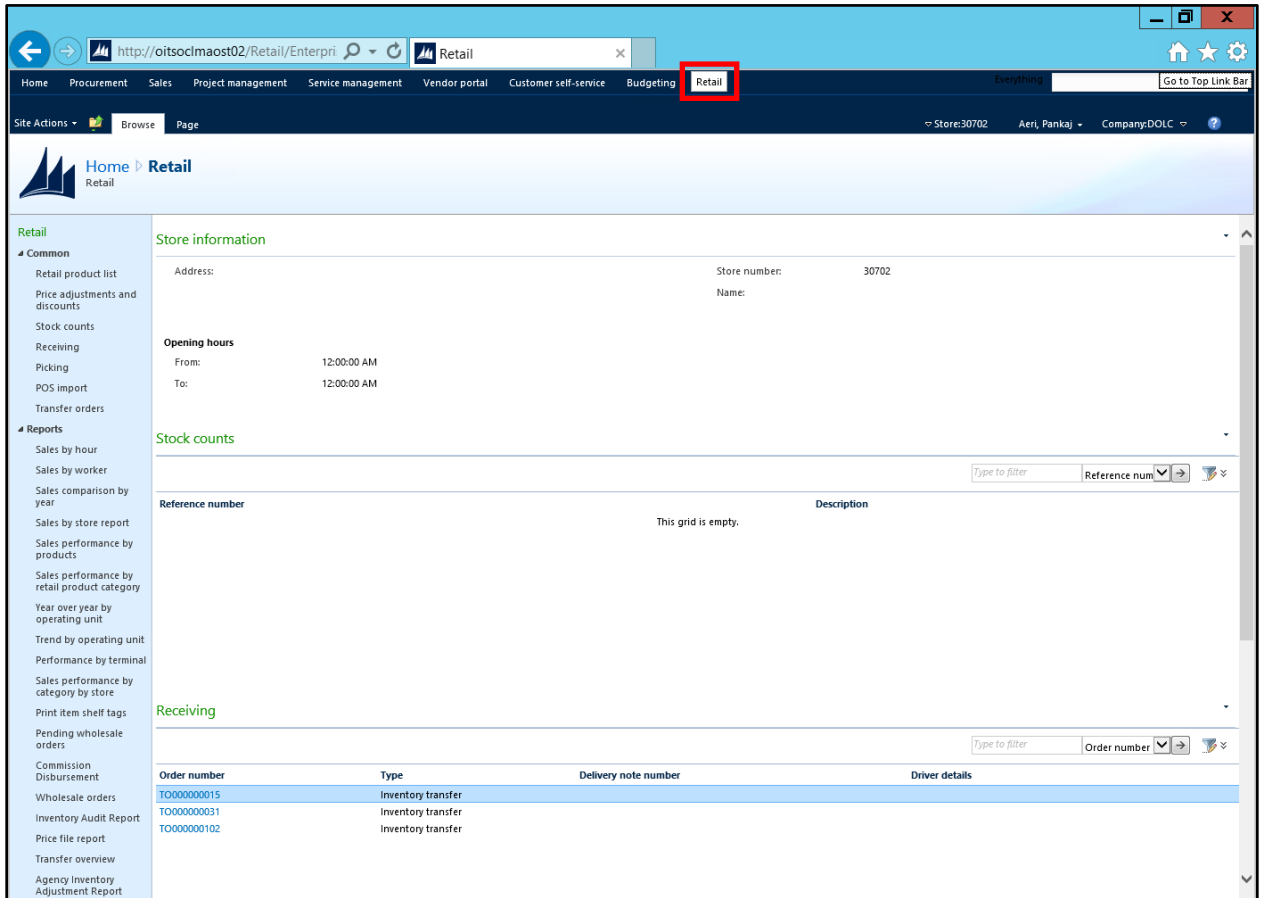 http://oitsoclmaost02/Retail/Enterpri
Retail
Home Procurement Sales Project management Service management Vendor portal Customer self-service Budgeting Retail Everything Go to Top Link Bar
Site Actions Browse Page Store:30702 Aeri, Pankaj Company:DOLC
Home Retail
Retail
Retail
Common
Retail product list
Price adjustments and
discounts
Stock counts
Receiving
Picking
POS import
Transfer orders
Reports
Sales by hour
Sales by worker
Sales comparison by
year
Sales by store report
Sales performance by
products
Sales performance by
retail product category
Year over year by
operating unit
Trend by operating unit
Performance by terminal
Sales performance by
category by store
Print item shelf tags
Pending wholesale
orders
Commission
Disbursement
Wholesale orders
Inventory Audit Report
Price file report
Transfer overview
Agency Inventory
Adjustment Report
Store information
Address: Store number: 30702
Name:
Opening hours
From: 12:00:00 AM
To: 12:00:00 AM
Stock counts
Type to filter Reference num
Reference number Description
This grid is empty.
Receiving
Type to filter Order number
Order number Type Delivery note number Driver details
TO000000015 Inventory transfer
TO000000031 Inventory transfer
TO000000102 Inventory transfer